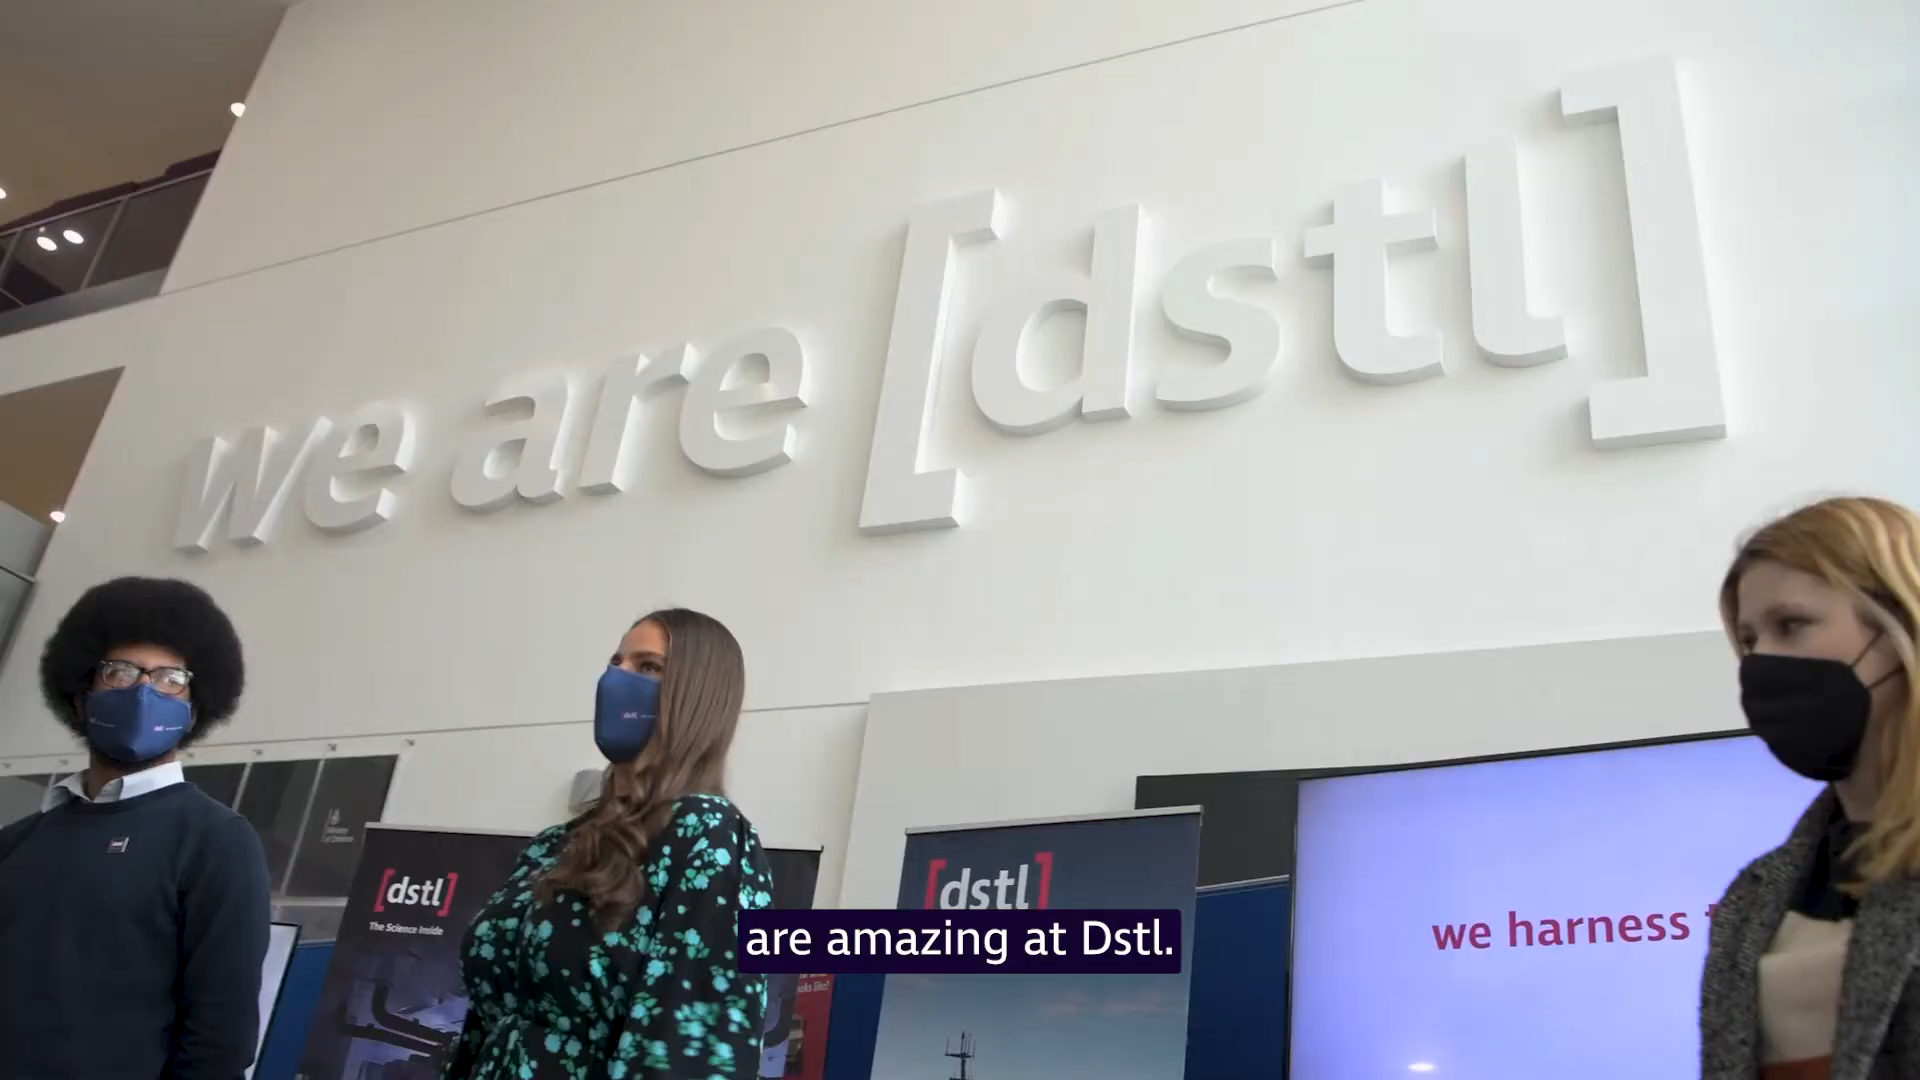 we are [dstl]
[dstl]
The Science Inside
[dstl]
we harness
are amazing at Dstl.